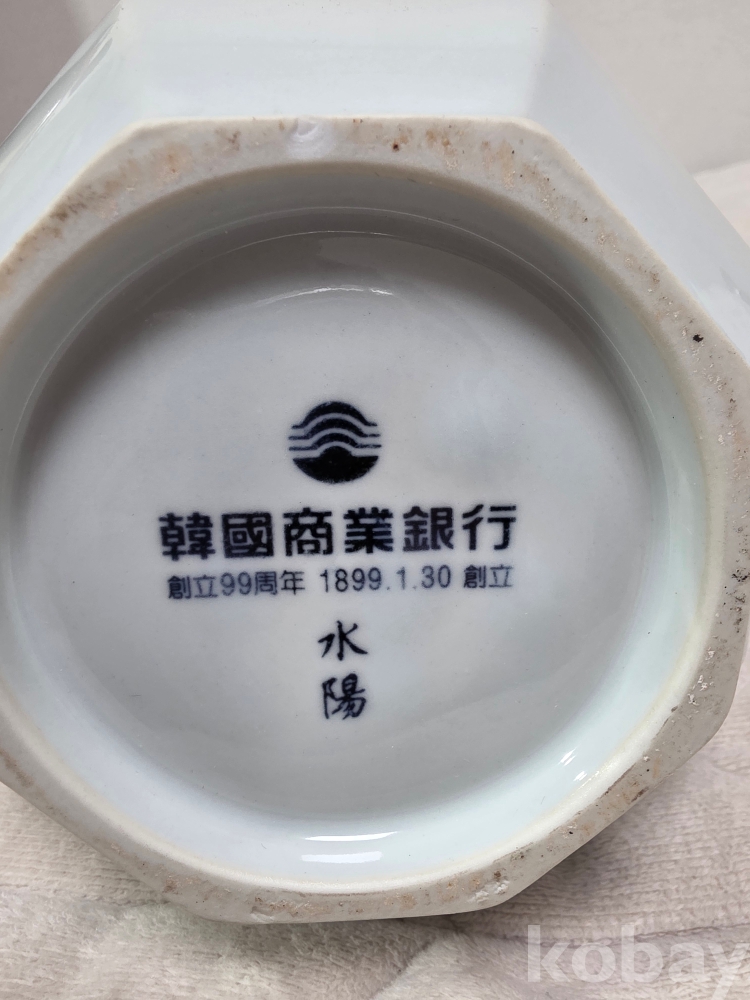 韓國商業銀行
創立99周年 1899.1.30 創立
水
陽
kobay